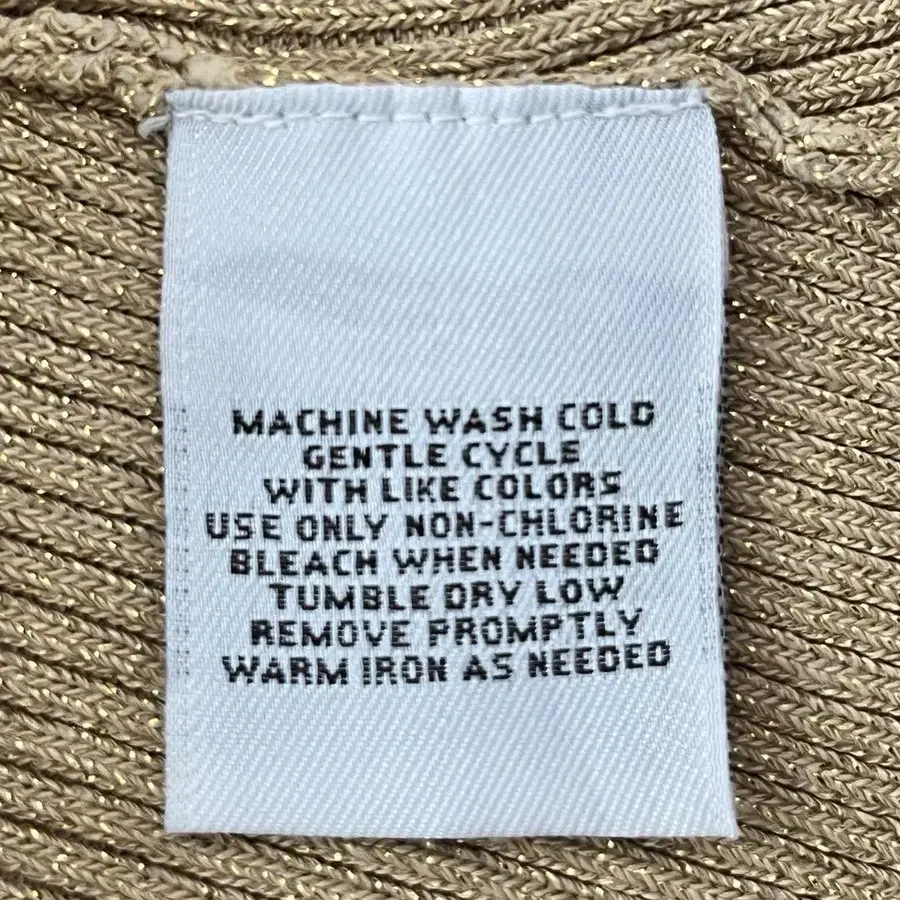 MACHINE WASH COLD
GENTLE CYCLE
WITH LIKE COLORS
USE ONLY NON-CHLORINE
BLEACH WHEN NEEDED
TUMBLE DRY LOW
REMOVE PROMPTLY
WARM IRON AS NEEDED